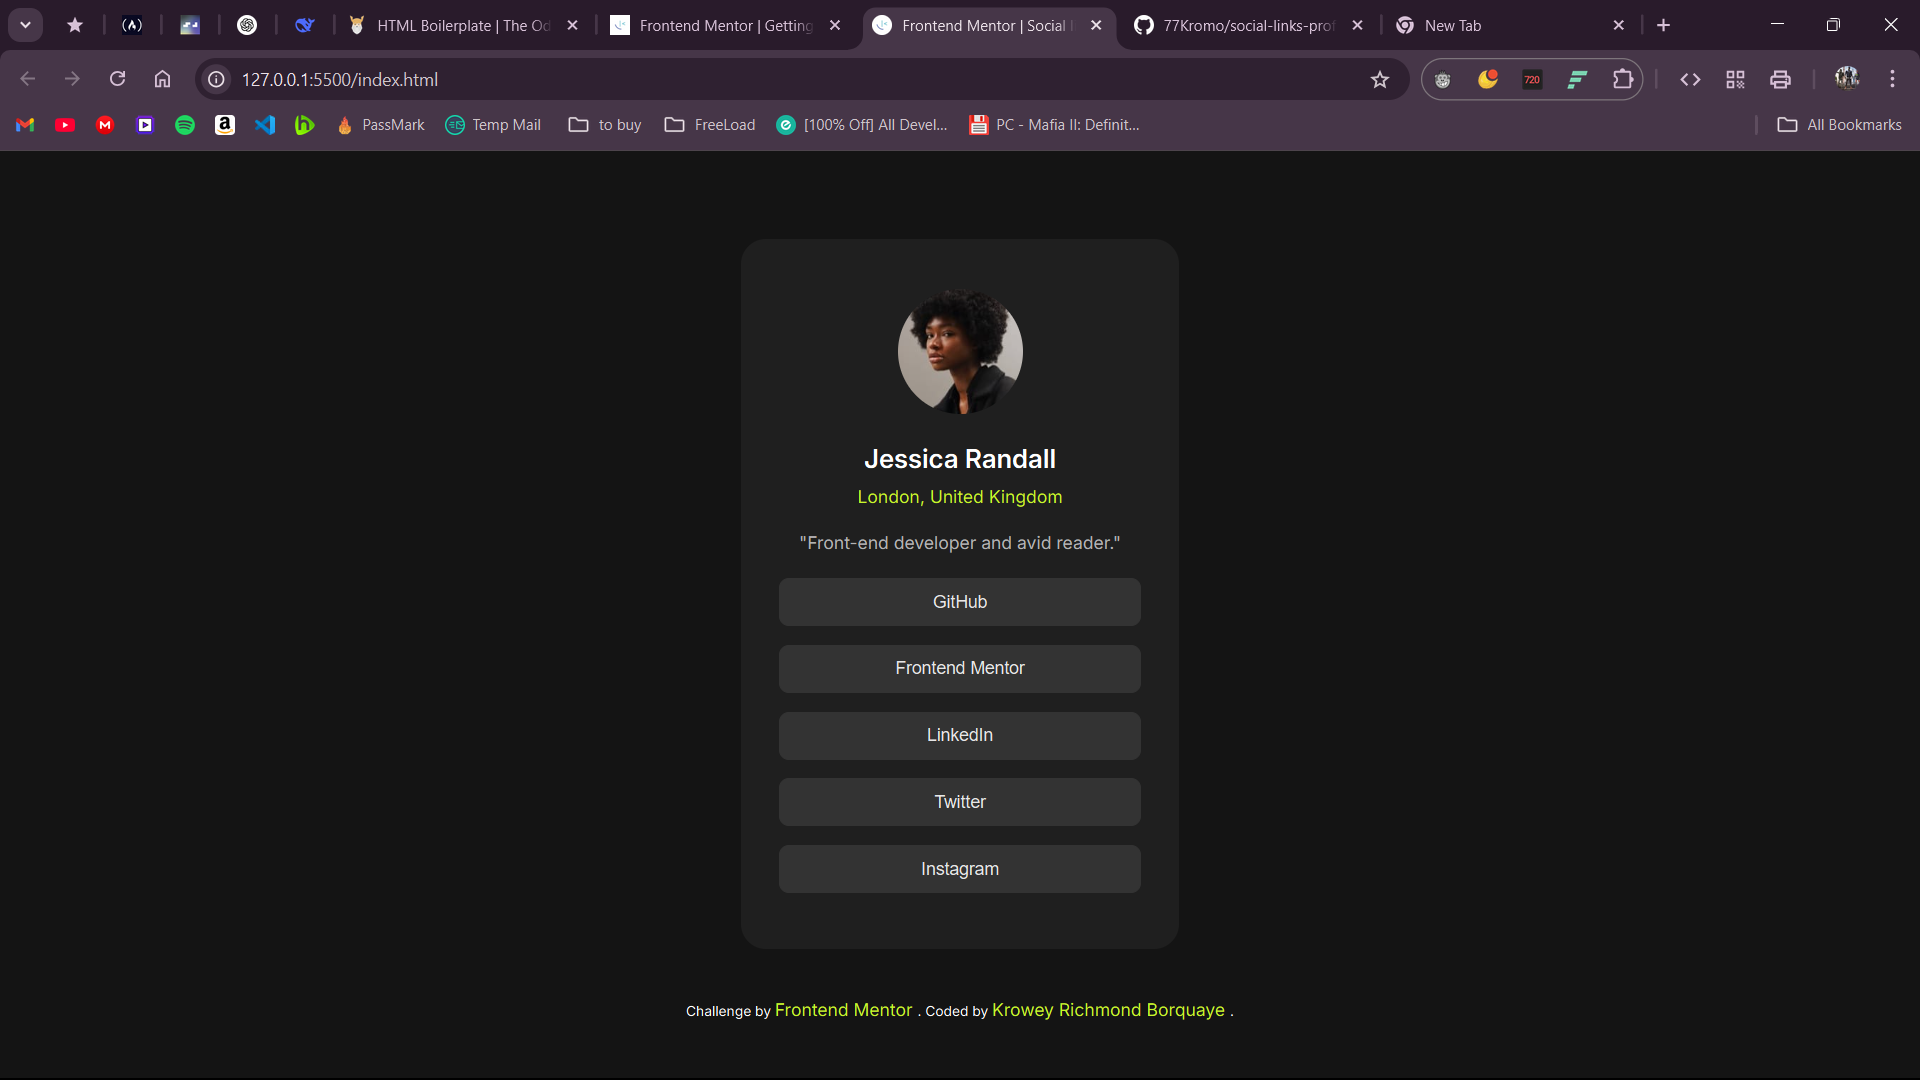 HTML Boilerplate | The Od
Frontend Mentor | Getting
Frontend Mentor | Social l
77Kromo/social-links-prof
New Tab
127.0.0.1:5500/index.html
720
PassMark
Temp Mail
to buy
FreeLoad
[100% Off] All Devel...
PC - Mafia II: Definit...
All Bookmarks
Jessica Randall
London, United Kingdom
"Front-end developer and avid reader."
GitHub
Frontend Mentor
LinkedIn
Twitter
Instagram
Challenge by Frontend Mentor . Coded by Krowey Richmond Borquaye .